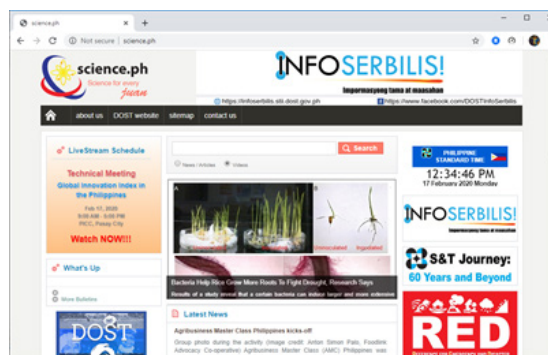 science.ph
Not secure | science.ph
science.ph
Science for every
juan
INFOSERBILIS!
Impormasyong tama at maasahan
https://infoserbilis.stii.dost.gov.ph
https://www.facebook.com/DOSTInfoSerbilis
about us
DOST website
sitemap
contact us
LiveStream Schedule
Technical Meeting
Global Innovation Index in
the Philippines
Feb 17, 2020
9:00 AM - 5:00 PM
PICC, Pasay City
Watch NOW!!!
What's Up
More Bulletins
DOST
Search
News / Articles
Videos
A
B
Uninoculated
Bacteria Help Rice Grow More Roots To Fight Drought, Research Says
Results of a study reveal that a certain bacteria can induce larger and more extensive
Latest News
Agribusiness Master Class Philippines kicks-off!
Group photo during the activity (image credit: Anton Simon Palo, Foodlink
Advocacy Co-operative) Agribusiness Master Class (AMC) Philippines was
PHILIPPINE
STANDARD TIME
12:34:46 PM
17 February 2020 Monday
INFOSERBILIS!
Impormasyong tama at maasahan
S&T Journey:
60 Years and Beyond
RED